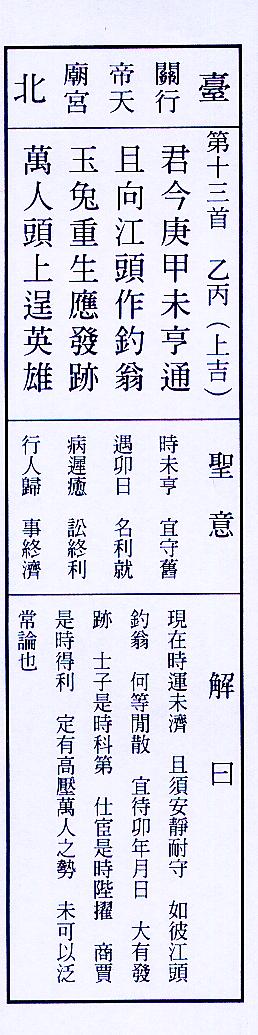 臺北
行天宮
關帝廟
第十三首　乙丙（上吉）
君今庚甲未亨通
且向江頭作釣翁
玉兔重生應發跡
萬人頭上逞英雄
聖意
時未亨　宜守舊
遇卯日　名利就
病遲癒　訟終利
行人歸　事終濟
解曰
現在時運未濟　且須安靜耐守　如彼江頭
釣翁　何等閒散　宜待卯年月日　大有發
跡　士子是時科第　仕宦是時陞擢　商賈
是時得利　定有高壓萬人之勢　未可以泛
常論也